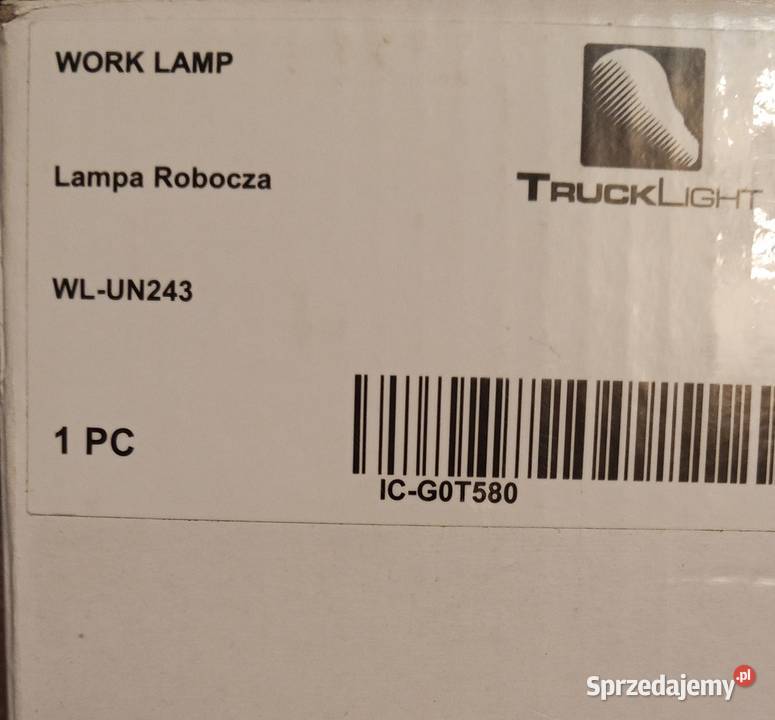 WORK LAMP
TRUCKLIGHT
Lampa Robocza
WL-UN243
1 PC
IC-G0T580
Sprzedajemy.pl